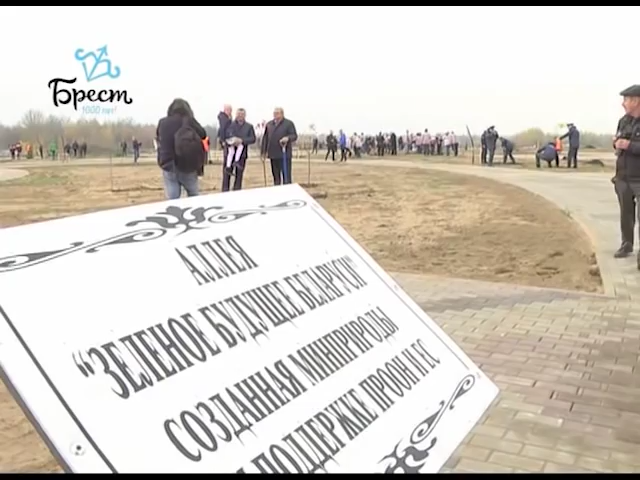 Брест
1000 лет!
АЛЛЕЯ
"ЗЕЛЕНОЕ БУДУЩЕЕ БЕЛАРУСИ"
СОЗДАННАЯ МИНПРИРОДЫ
ПОДДЕРЖКЕ ПРООН И ЕС